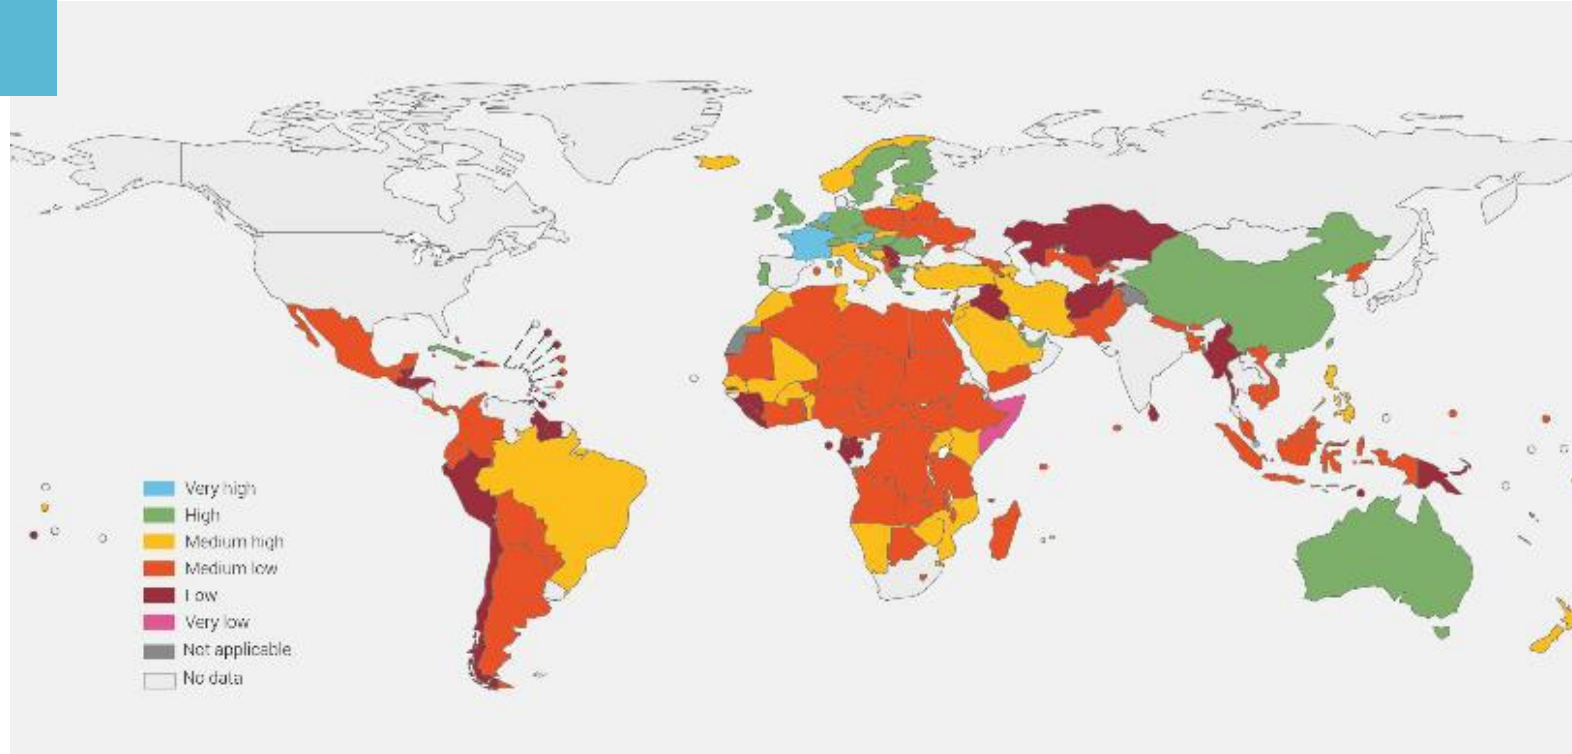 Very high
High
Medium high
Medium low
Low
Very low
Not applicable
No data